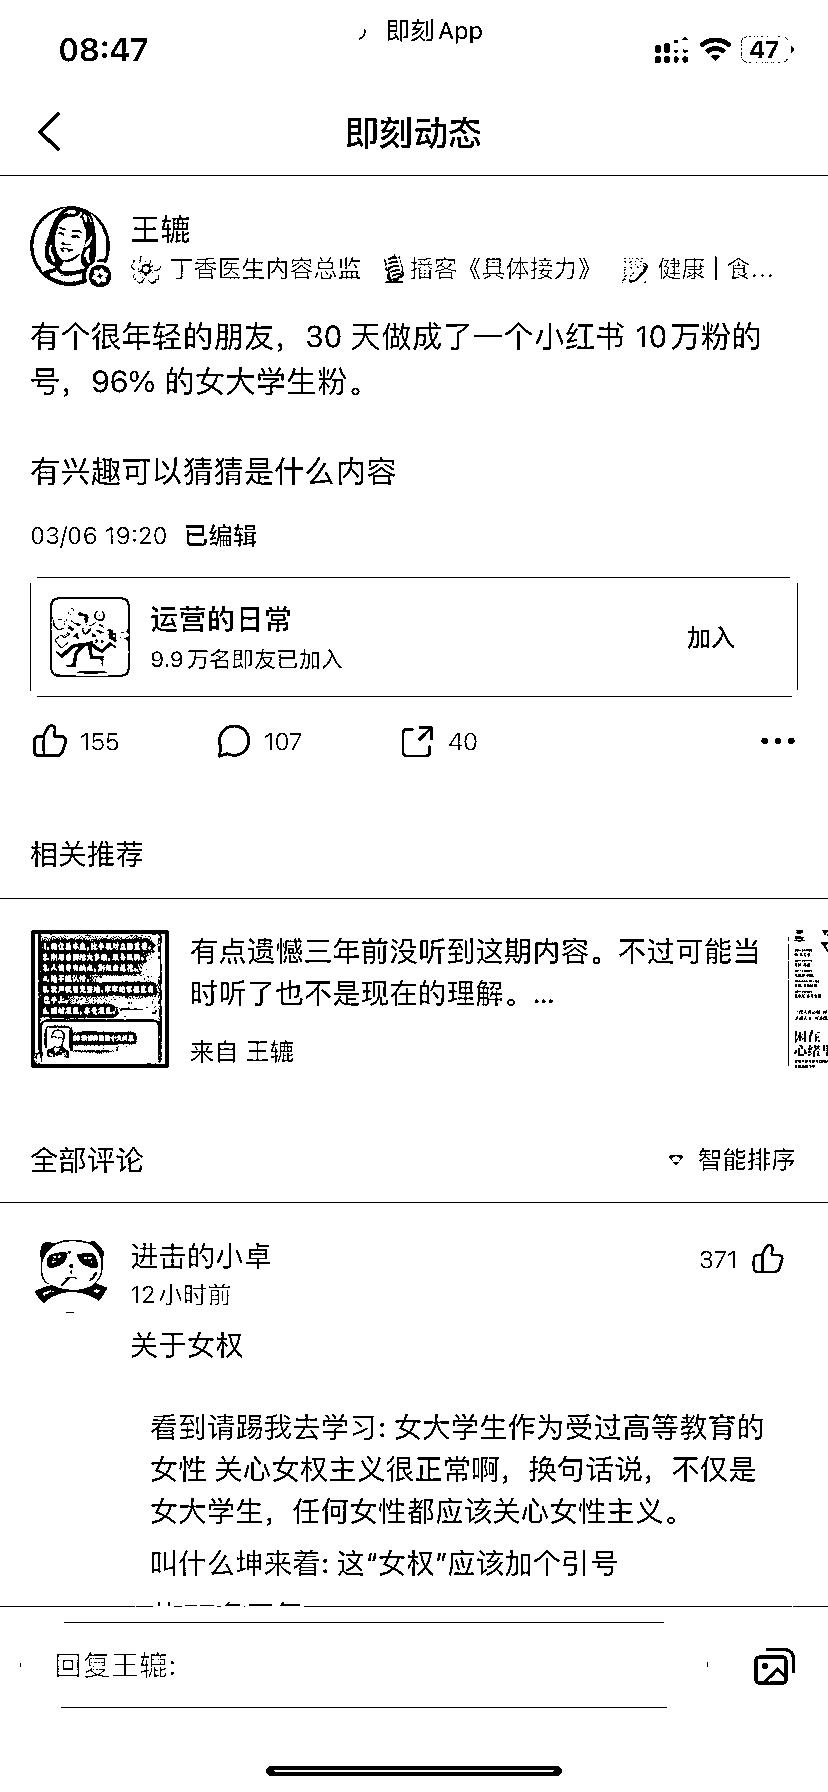 08:47
即刻App
47
即刻动态
王辘
丁香医生内容总监 播客《具体接力》 健康 | 食...
有个很年轻的朋友，30 天做成了一个小红书 10万粉的
号，96% 的女大学生粉。
有兴趣可以猜猜是什么内容
03/06 19:20 已编辑
运营的日常
9.9万名即友已加入
加入
155
107
40
相关推荐
有点遗憾三年前没听到这期内容。不过可能当
时听了也不是现在的理解。...
来自 王辘
困在
心绪里
全部评论
智能排序
进击的小卓
371
12小时前
关于女权
看到请踢我去学习: 女大学生作为受过高等教育的
女性 关心女权主义很正常啊，换句话说，不仅是
女大学生，任何女性都应该关心女性主义。
叫什么坤来着: 这“女权”应该加个引号
回复王辘: